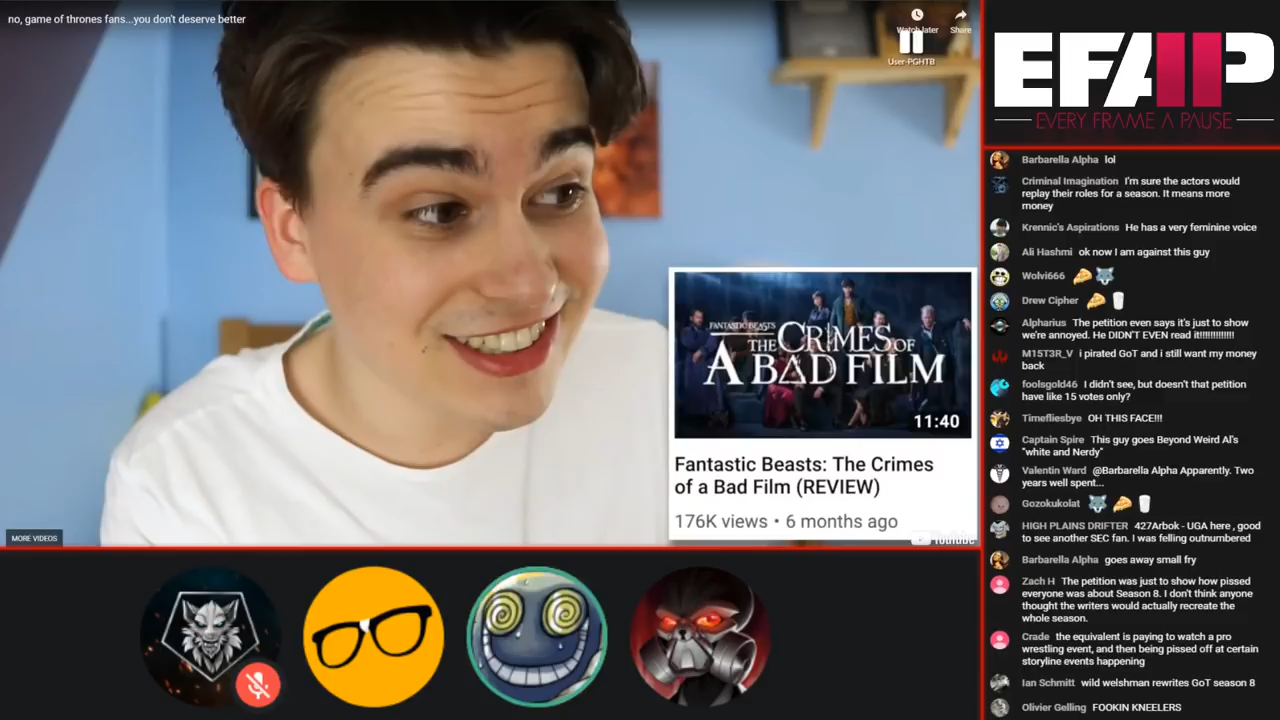 no, game of thrones fans...you don't deserve better
Watch later
Share
User-PGHTB
FANTASTIC BEASTS
THE CRIMES OF
A BAD FILM
11:40
Fantastic Beasts: The Crimes
of a Bad Film (REVIEW)
176K views • 6 months ago
YouTube
MORE VIDEOS
EFAP
EVERY FRAME A PAUSE
Barbarella Alpha lol
Criminal Imagination I'm sure the actors would
replay their roles for a season. It means more
money
Krennic's Aspirations He has a very feminine voice
Ali Hashmi ok now I am against this guy
Wolvi666 🍕🐺
Drew Cipher 🍕🥛
Alpharius The petition even says it's just to show
we're annoyed. He DIDN'T EVEN read it!!!!!!!!!!!!!
M15T3R_V i pirated GoT and i still want my money
back
foolsgold46 I didn't see, but doesn't that petition
have like 15 votes only?
Timefliesbye OH THIS FACE!!!
Captain Spire This guy goes Beyond Weird Al's
"white and Nerdy"
Valentin Ward @Barbarella Alpha Apparently. Two
years well spent...
Gozokukolat 🐺🍕🥛
HIGH PLAINS DRIFTER 427Arbok - UGA here , good
to see another SEC fan. I was felling outnumbered
Barbarella Alpha goes away small fry
Zach H The petition was just to show how pissed
everyone was about Season 8. I don't think anyone
thought the writers would actually recreate the
whole season.
Crade the equivalent is paying to watch a pro
wrestling event, and then being pissed off at certain
storyline events happening
Ian Schmitt wild welshman rewrites GoT season 8
Olivier Gelling FOOKIN KNEELERS